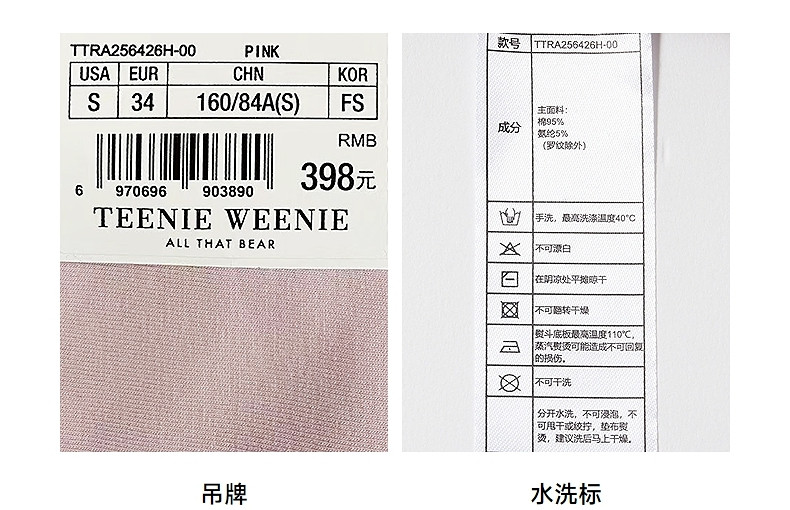 TTRA256426H-00 PINK
USA EUR CHN KOR
S 34 160/84A(S) FS
RMB
398元
6 970696 903890
TEENIE WEENIE
ALL THAT BEAR
吊牌
款号 TTRA256426H-00
成分
主面料：
棉95%
氨纶5%
（罗纹除外）
手洗，最高洗涤温度40°C
不可漂白
在阴凉处平摊晾干
不可翻转干燥
熨斗底板最高温度110℃，
蒸汽熨烫可能造成不可回复
的损伤。
不可干洗
分开水洗，不可浸泡，不
可甩干或绞拧，垫布熨
烫，建议洗后马上干燥。
水洗标